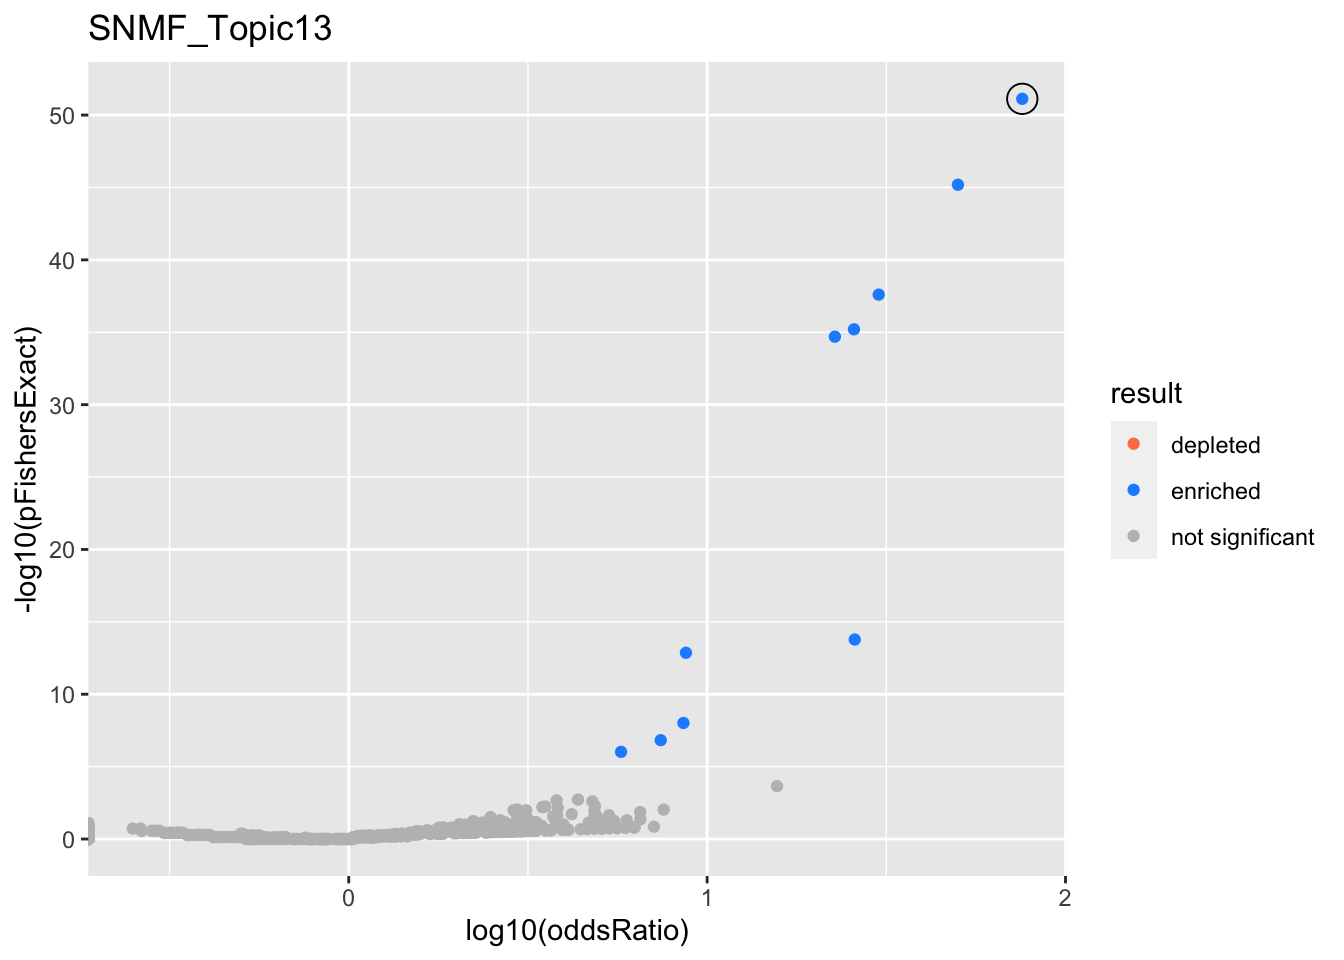 SNMF_Topic13
-log10(pFishersExact)
50
40
30
20
10
0
0
1
2
log10(oddsRatio)
result
depleted
enriched
not significant